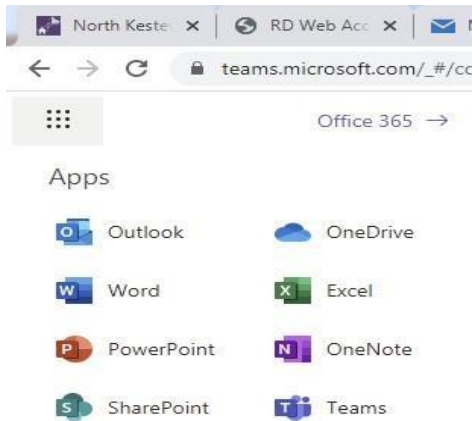 North Keste RD Web Acc
teams.microsoft.com/_#/co
Office 365 →
Apps
Outlook OneDrive
Word Excel
PowerPoint OneNote
SharePoint Teams